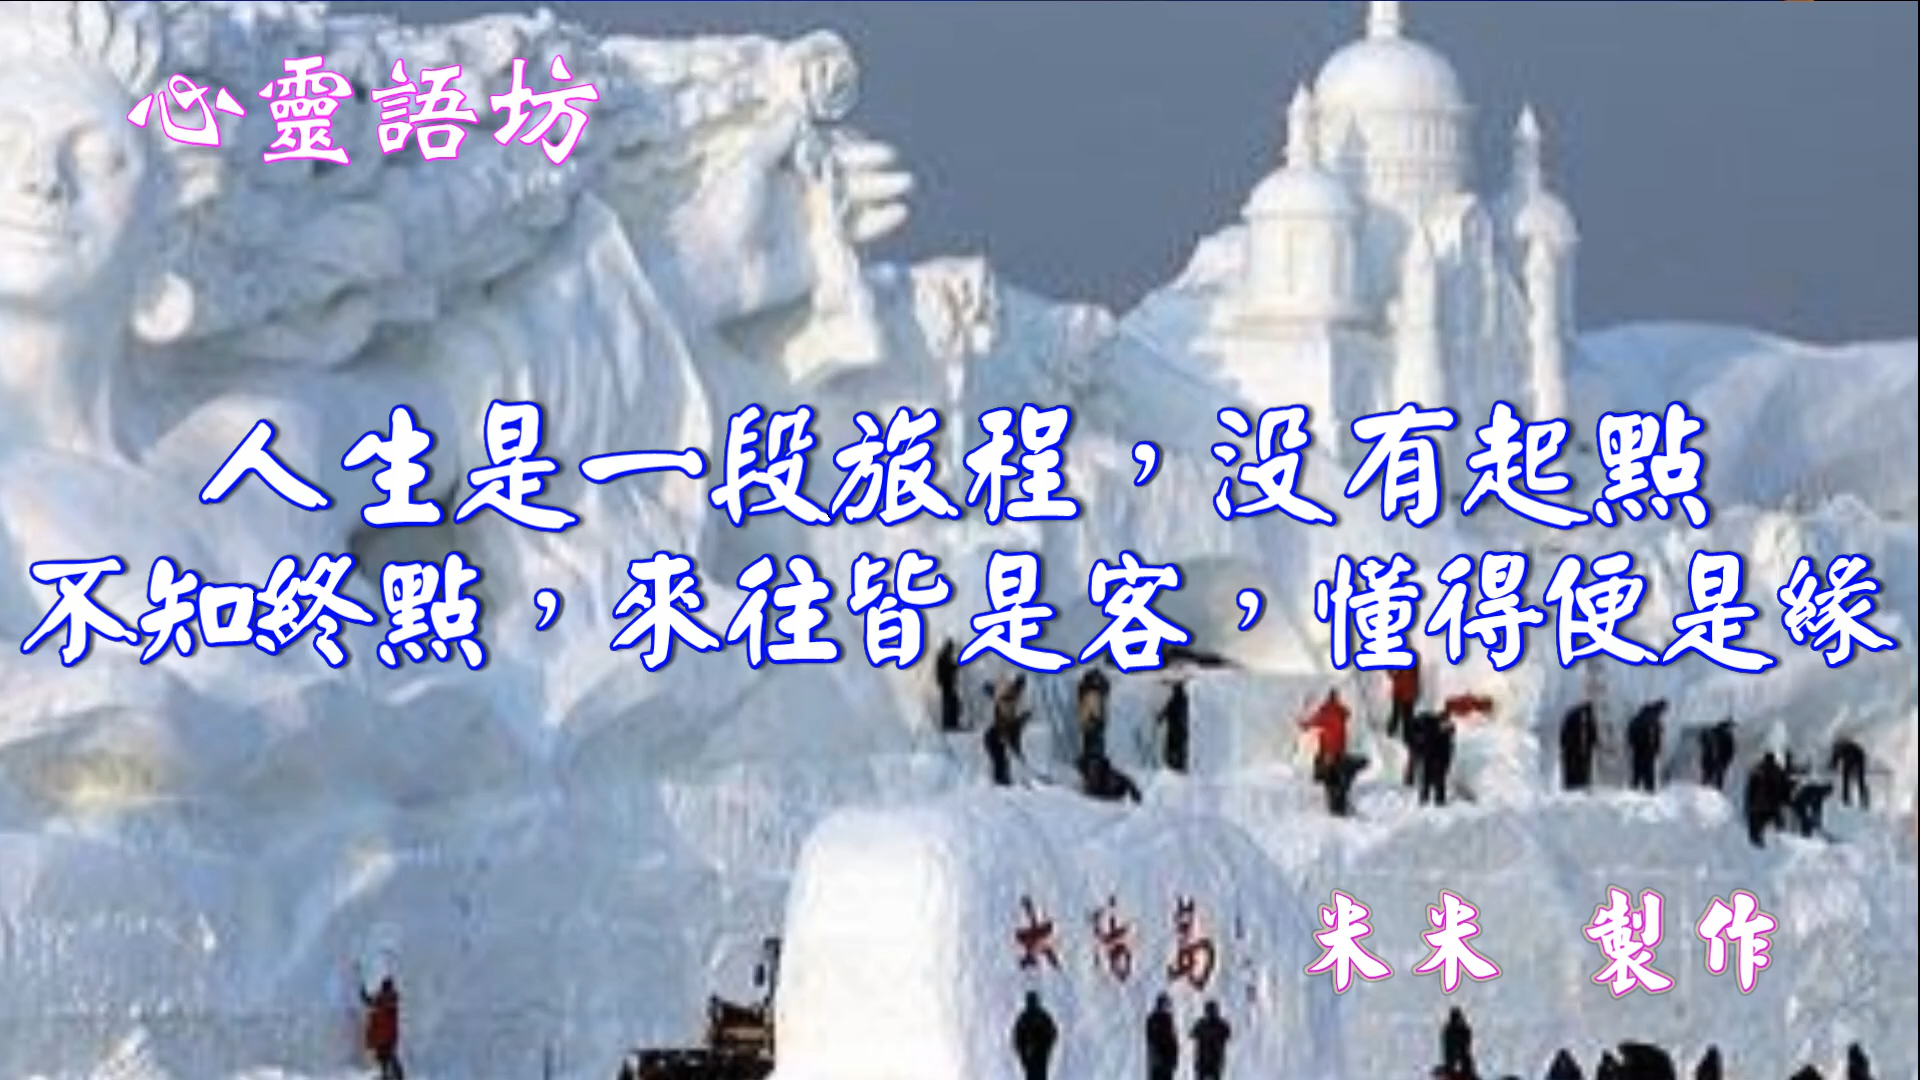 心靈語坊
人生是一段旅程，没有起點
不知終點，來往皆是客，懂得便是緣
米米 製作